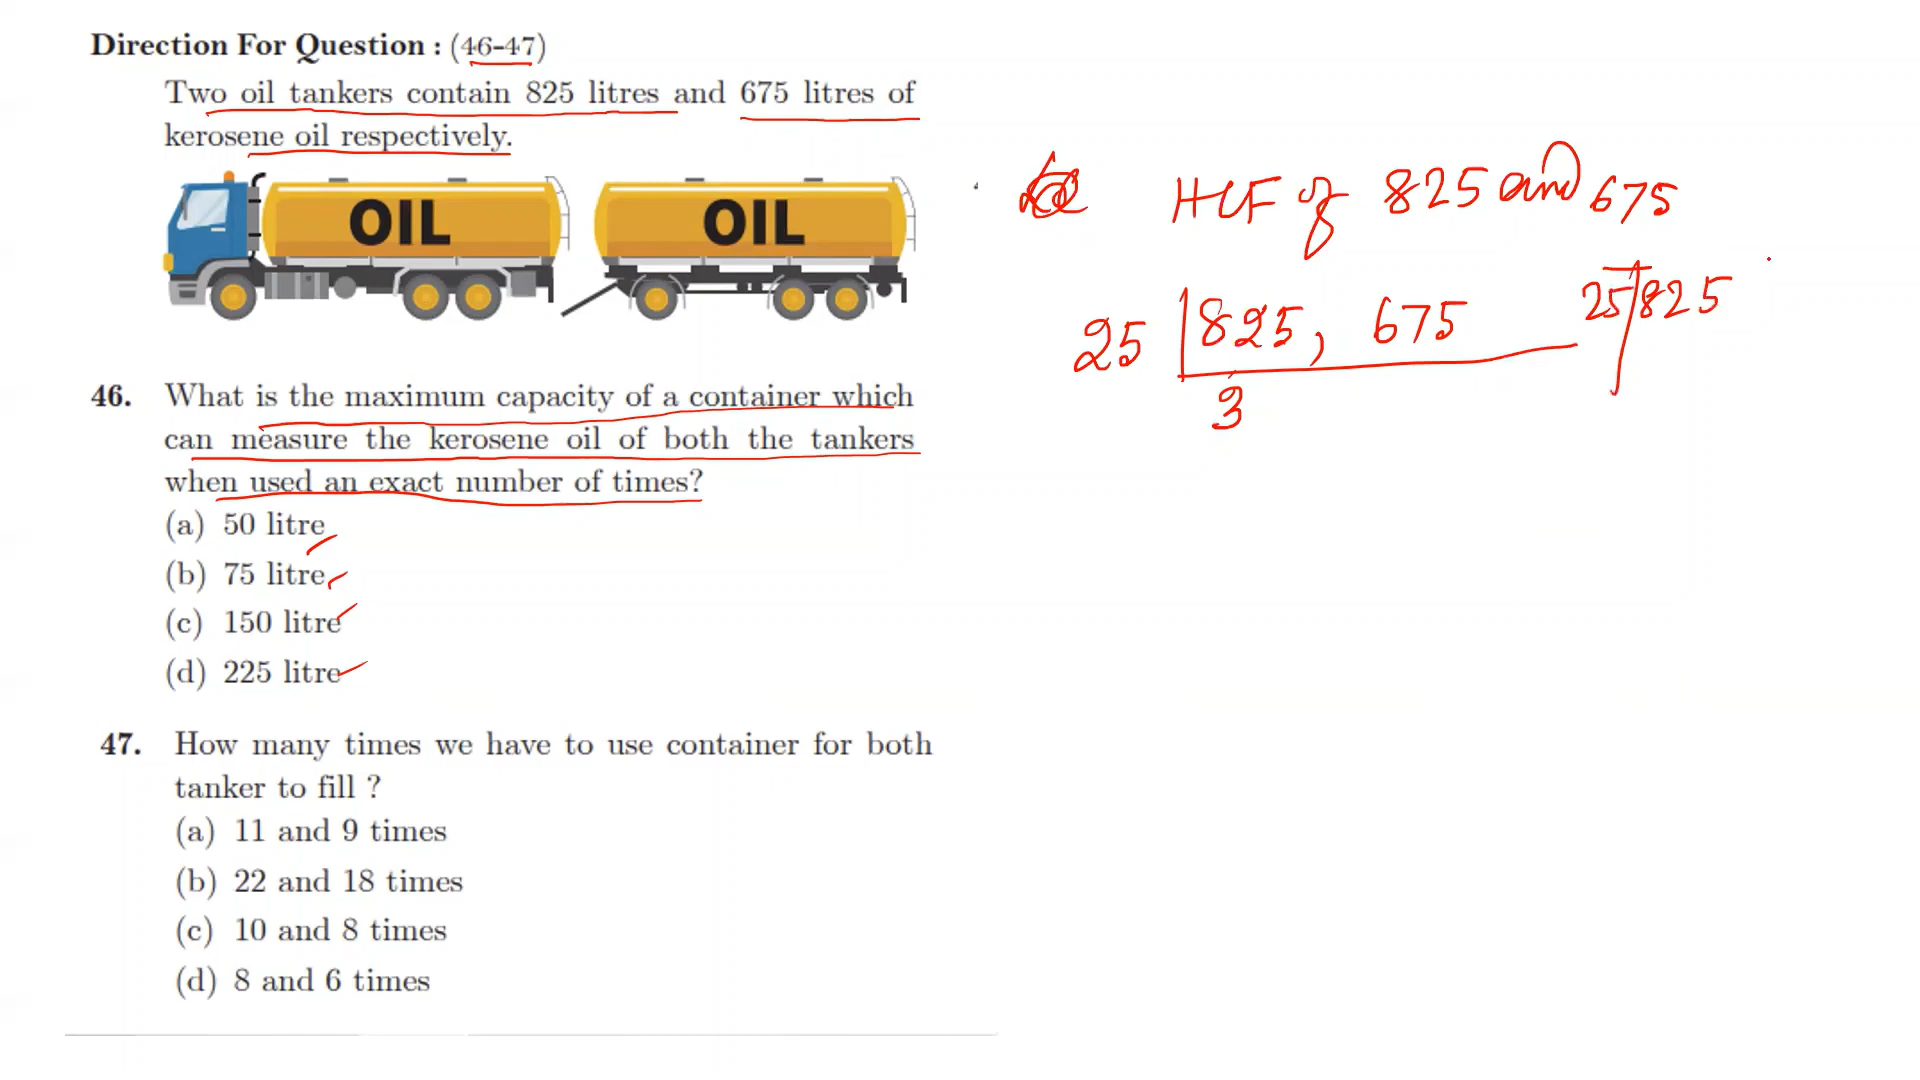 Direction For Question : (46-47)
Two oil tankers contain 825 litres and 675 litres of
kerosene oil respectively.
OIL OIL
46. What is the maximum capacity of a container which
can measure the kerosene oil of both the tankers
when used an exact number of times?
(a) 50 litre
(b) 75 litre
(c) 150 litre
(d) 225 litre
47. How many times we have to use container for both
tanker to fill ?
(a) 11 and 9 times
(b) 22 and 18 times
(c) 10 and 8 times
(d) 8 and 6 times
HCF of 825 and 675
25 825, 675
3
25 825